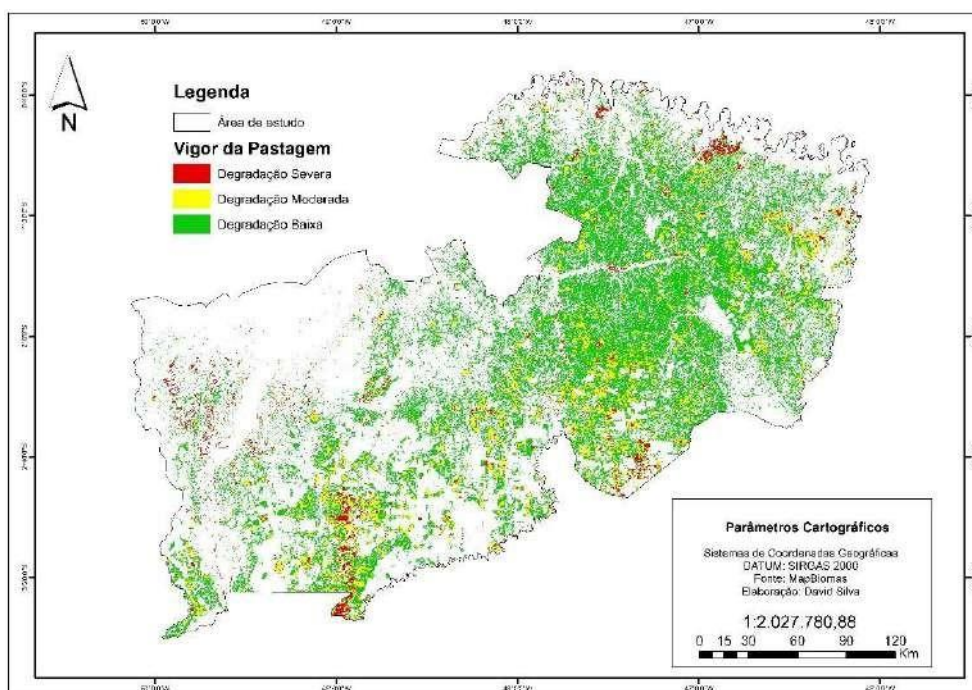 N
Legenda
Área de estudo
Vigor da Pastagem
Degradação Severa
Degradação Moderada
Degradação Baixa
Parâmetros Cartográficos
Sistemas de Coordenadas Geográficas
DATUM: SIRGAS 2000
Fonte: MapBiomas
Elaboração: David Silva
1:2.027.780,88
0 15 30 60 90 120
Km